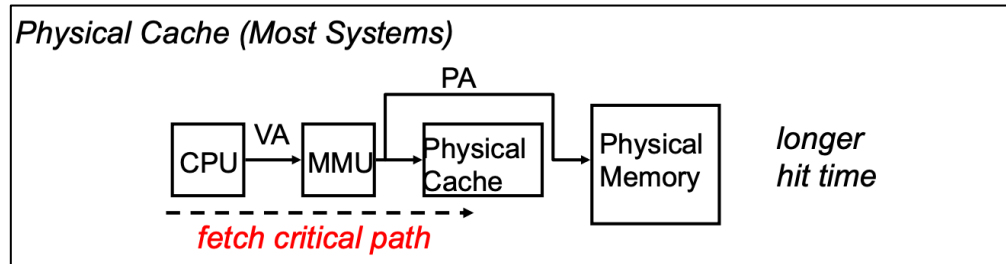 Physical Cache (Most Systems)
PA
VA
CPU
MMU
Physical
Cache
Physical
Memory
longer
hit time
fetch critical path